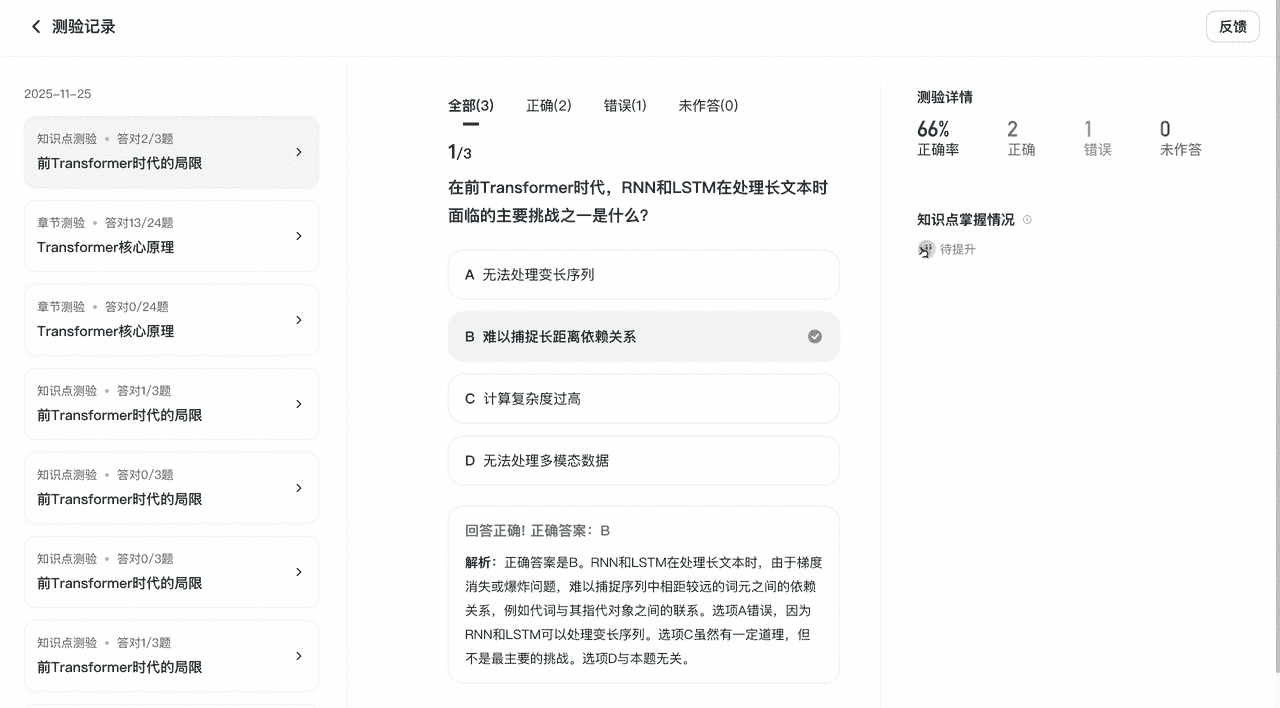 测验记录
反馈
2025-11-25
知识点测验 • 答对2/3题
前Transformer时代的局限
章节测验 • 答对13/24题
Transformer核心原理
章节测验 • 答对0/24题
Transformer核心原理
知识点测验 • 答对1/3题
前Transformer时代的局限
知识点测验 • 答对0/3题
前Transformer时代的局限
知识点测验 • 答对0/3题
前Transformer时代的局限
知识点测验 • 答对1/3题
前Transformer时代的局限
全部(3) 正确(2) 错误(1) 未作答(0)
1/3
在前Transformer时代，RNN和LSTM在处理长文本时
面临的主要挑战之一是什么？
A 无法处理变长序列
B 难以捕捉长距离依赖关系
C 计算复杂度过高
D 无法处理多模态数据
回答正确! 正确答案：B
解析：正确答案是B。RNN和LSTM在处理长文本时，由于梯度
消失或爆炸问题，难以捕捉序列中相距较远的词元之间的依赖
关系，例如代词与其指代对象之间的联系。选项A错误，因为
RNN和LSTM可以处理变长序列。选项C虽然有一定道理，但
不是最主要的挑战。选项D与本题无关。
测验详情
66% 2 1 0
正确率 正确 错误 未作答
知识点掌握情况
待提升